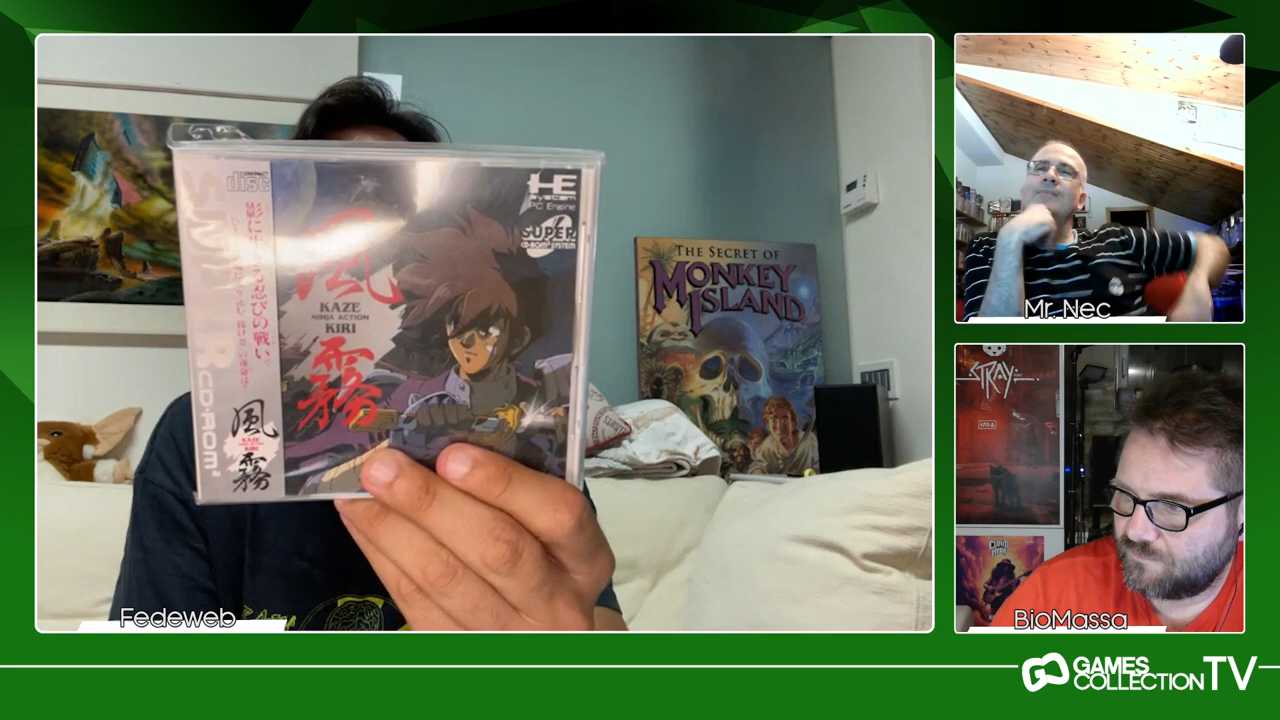 COMPACT
disc
影に
忍びの戦い。
風
KAZE
KIRI
霧
CD-ROM²
HE
SYSTEM
PC Engine
SUPER
CD-ROM² SYSTEM
風
KAZE
NINJA ACTION
KIRI
霧
THE SECRET OF
MONKEY
ISLAND
Fedeweb
Mr. Nec
STRAY
BioMassa
GAMES
COLLECTION TV